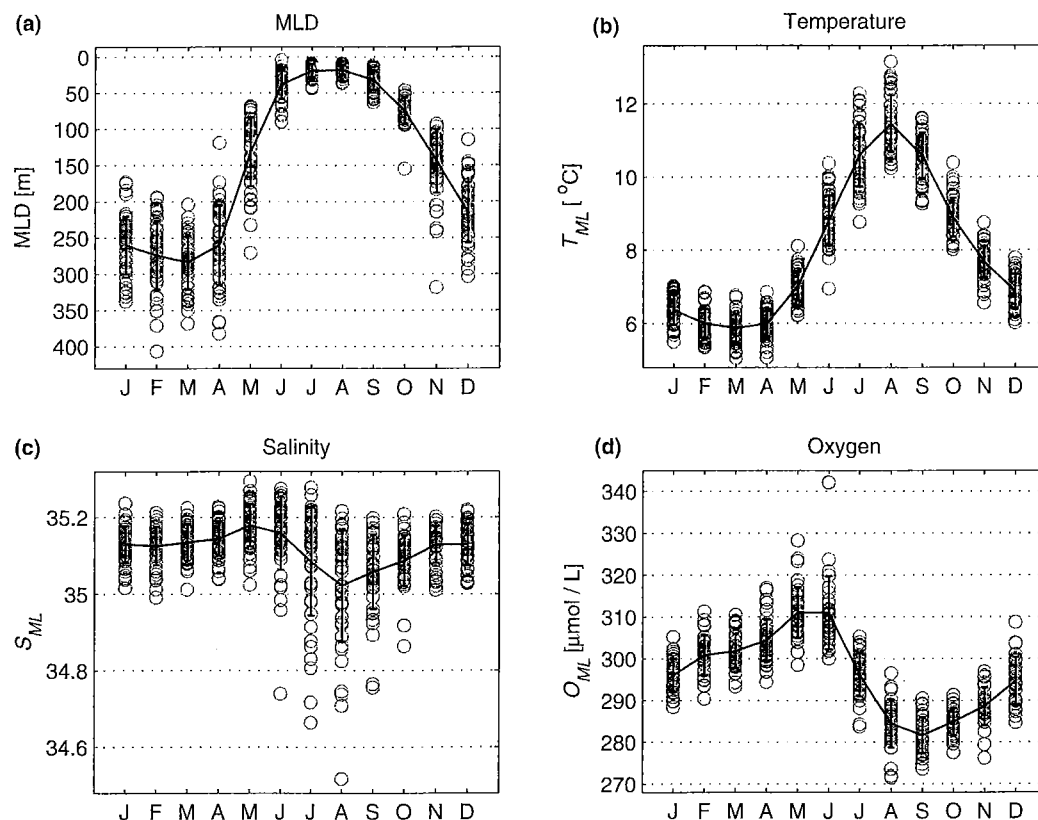 (a)
MLD
MLD [m]
0
50
100
150
200
250
300
350
400
J F M A M J J A S O N D
(b)
Temperature
T_ML [ °C]
12
10
8
6
J F M A M J J A S O N D
(c)
Salinity
S_ML
35.2
35
34.8
34.6
J F M A M J J A S O N D
(d)
Oxygen
O_ML [µmol / L]
340
330
320
310
300
290
280
270
J F M A M J J A S O N D